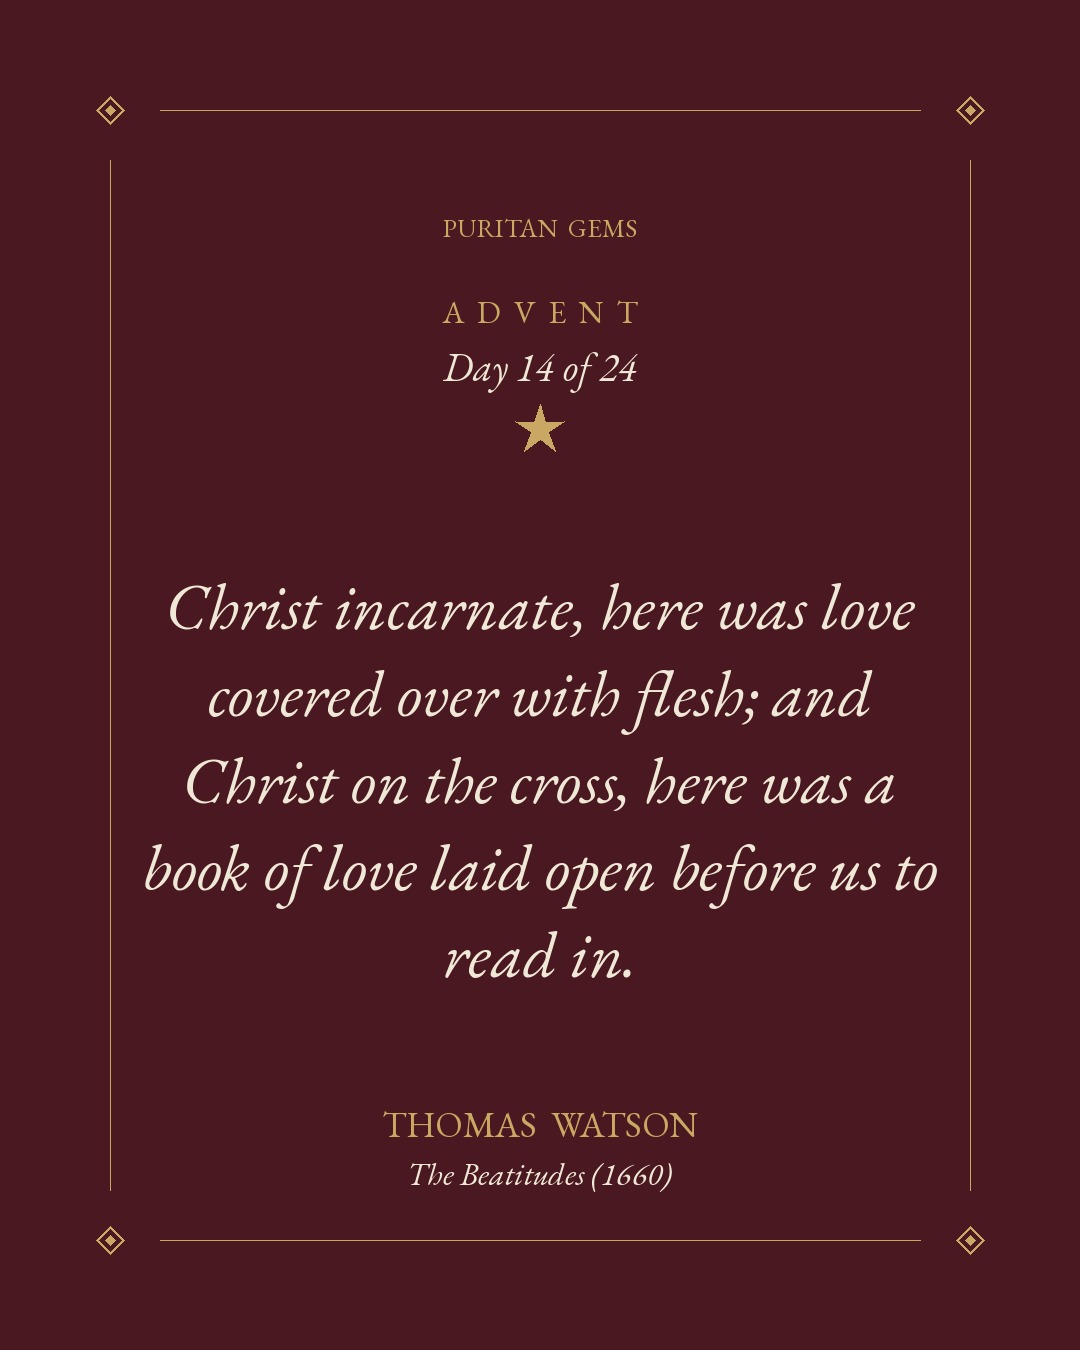 PURITAN GEMS
ADVENT
Day 14 of 24
Christ incarnate, here was love
covered over with flesh; and
Christ on the cross, here was a
book of love laid open before us to
read in.
THOMAS WATSON
The Beatitudes (1660)